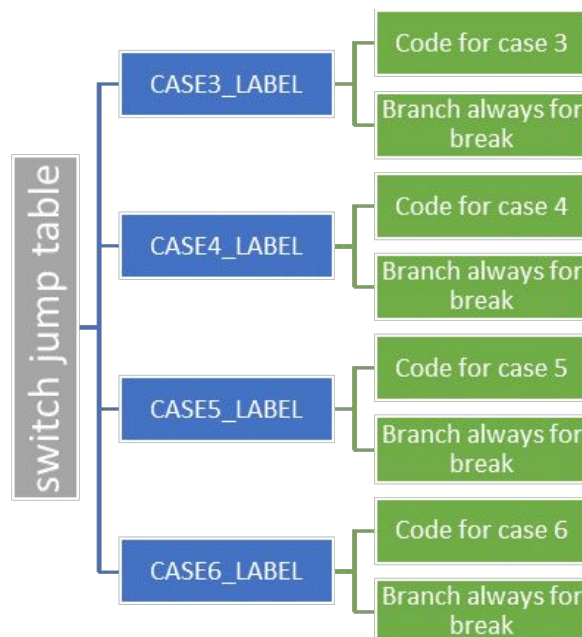 switch jump table
CASE3_LABEL
Code for case 3
Branch always for
break
CASE4_LABEL
Code for case 4
Branch always for
break
CASE5_LABEL
Code for case 5
Branch always for
break
CASE6_LABEL
Code for case 6
Branch always for
break